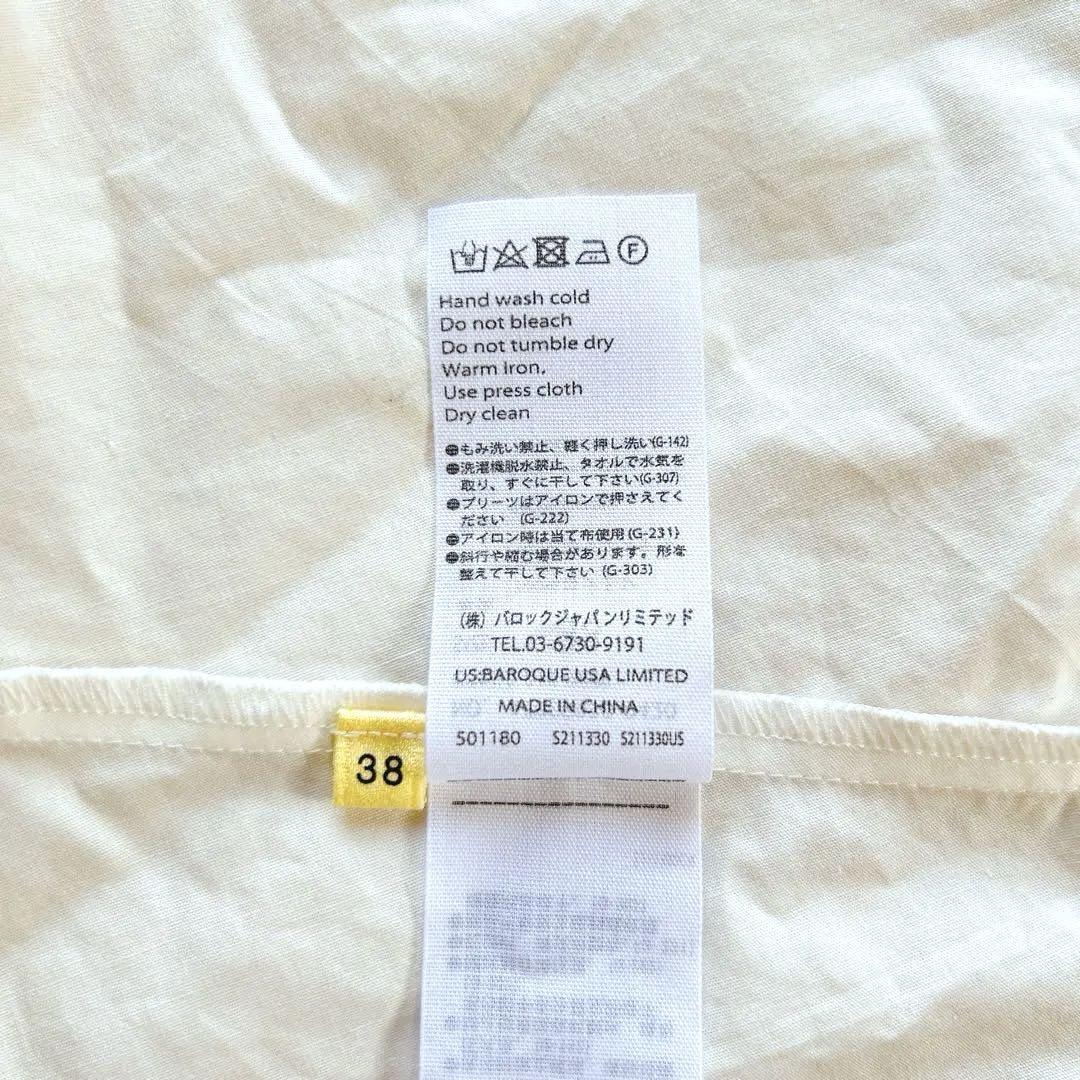 F
Hand wash cold
Do not bleach
Do not tumble dry
Warm iron.
Use press cloth
Dry clean
●もみ洗い禁止、軽く押し洗い(G-142)
●洗濯機脱水禁止、タオルで水気を
取り、すぐに干して下さい(G-307)
●プリーツはアイロンで押さえてく
ださい (G-222)
●アイロン時は当て布使用(G-231)
●斜行や縮む場合があります。形を
整えて干して下さい (G-303)
(株) バロックジャパンリミテッド
TEL.03-6730-9191
US:BAROQUE USA LIMITED
MADE IN CHINA
501180 S211330 S211330US
38